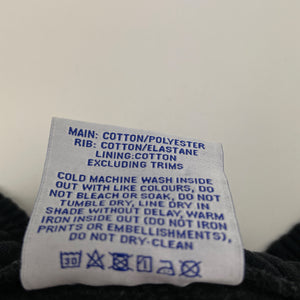 MAIN: COTTON/POLYESTER
RIB: COTTON/ELASTANE
LINING:COTTON
EXCLUDING TRIMS
COLD MACHINE WASH INSIDE
OUT WITH LIKE COLOURS, DO
NOT BLEACH OR SOAK, DO NOT
TUMBLE DRY, LINE DRY IN
SHADE WITHOUT DELAY, WARM
IRON INSIDE OUT (DO NOT IRON
PRINTS OR EMBELLISHMENTS),
DO NOT DRY-CLEAN
30